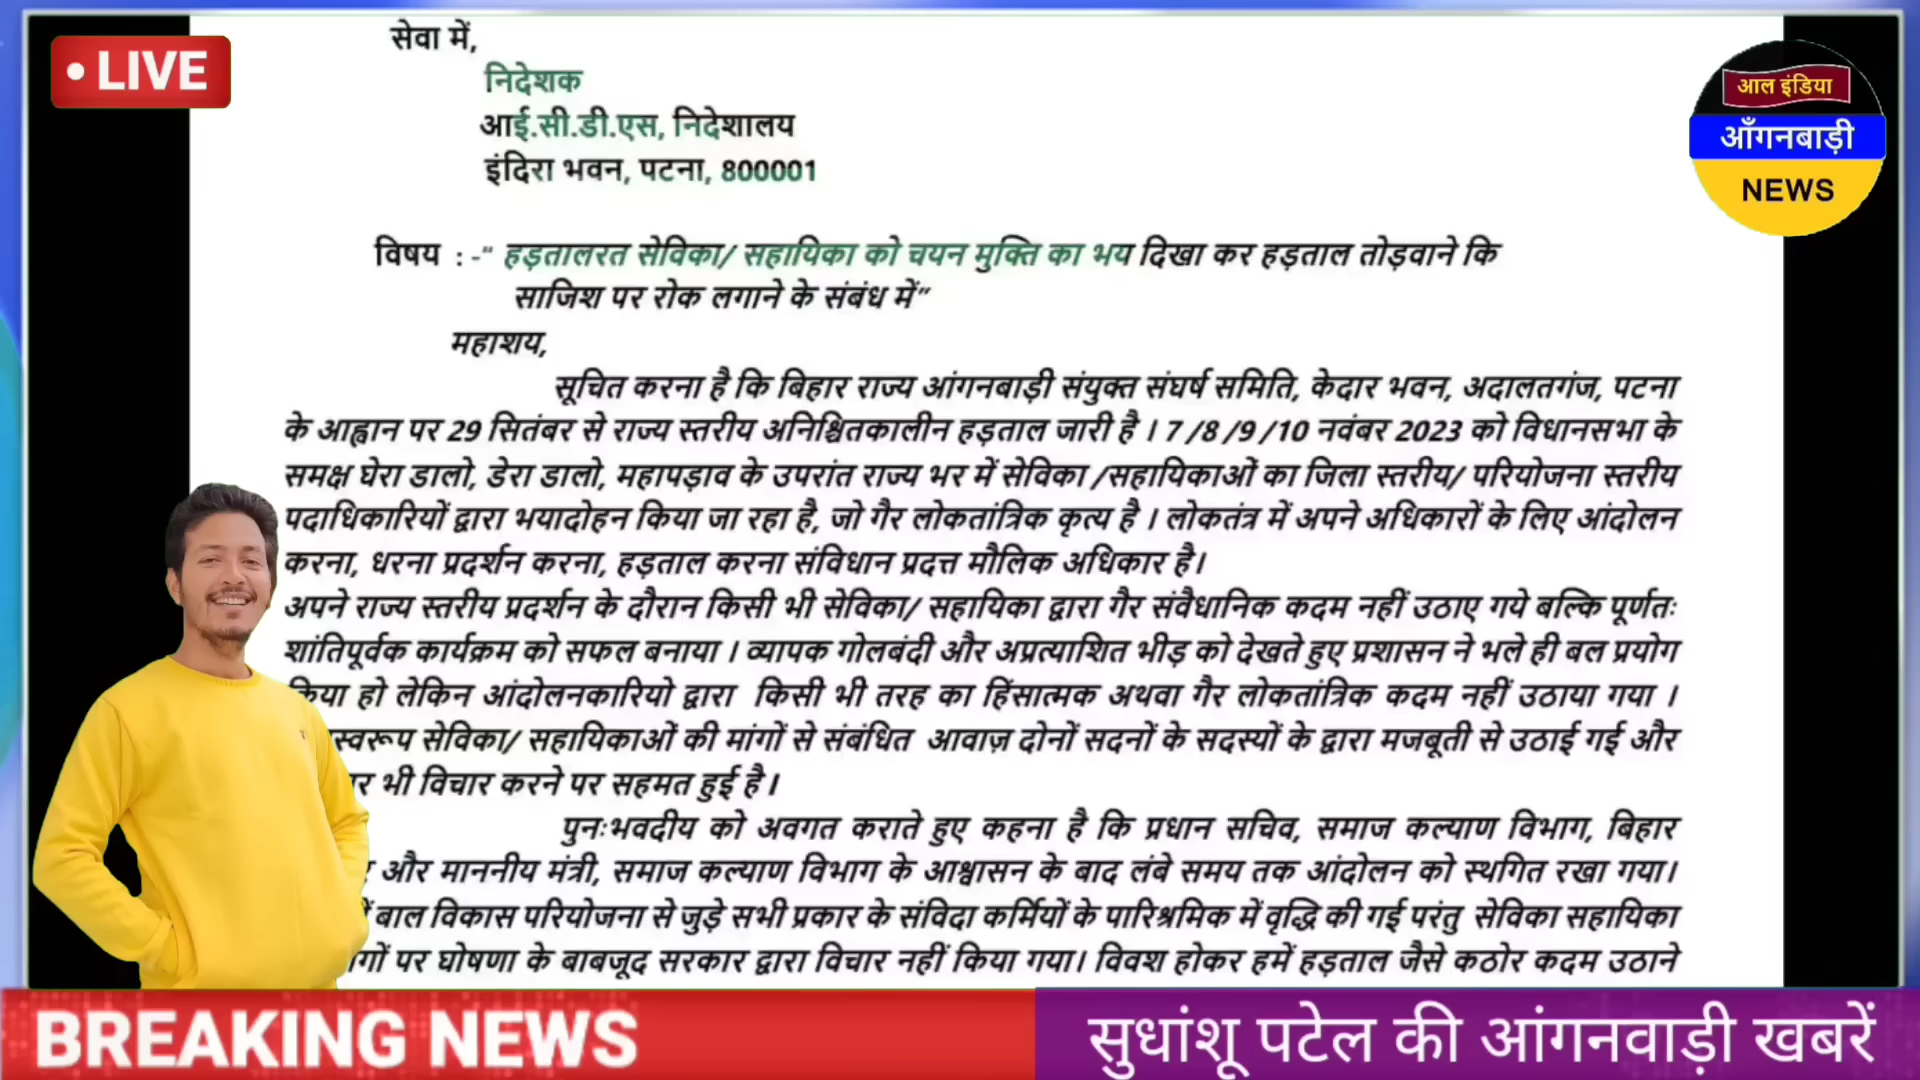 • LIVE
सेवा में,
निदेशक
आई.सी.डी.एस, निदेशालय
इंदिरा भवन, पटना, 800001
आल इंडिया
आँगनबाड़ी
NEWS
विषय : -“ हड़तालरत सेविका/ सहायिका को चयन मुक्ति का भय दिखा कर हड़ताल तोड़वाने कि
साजिश पर रोक लगाने के संबंध में”
महाशय,
सूचित करना है कि बिहार राज्य आंगनबाड़ी संयुक्त संघर्ष समिति, केदार भवन, अदालतगंज, पटना
के आह्वान पर 29 सितंबर से राज्य स्तरीय अनिश्चितकालीन हड़ताल जारी है । 7 /8 /9 /10 नवंबर 2023 को विधानसभा के
समक्ष घेरा डालो, डेरा डालो, महापड़ाव के उपरांत राज्य भर में सेविका /सहायिकाओं का जिला स्तरीय/ परियोजना स्तरीय
पदाधिकारियों द्वारा भयादोहन किया जा रहा है, जो गैर लोकतांत्रिक कृत्य है । लोकतंत्र में अपने अधिकारों के लिए आंदोलन
करना, धरना प्रदर्शन करना, हड़ताल करना संविधान प्रदत्त मौलिक अधिकार है।
अपने राज्य स्तरीय प्रदर्शन के दौरान किसी भी सेविका/ सहायिका द्वारा गैर संवैधानिक कदम नहीं उठाए गये बल्कि पूर्णतः
शांतिपूर्वक कार्यक्रम को सफल बनाया । व्यापक गोलबंदी और अप्रत्याशित भीड़ को देखते हुए प्रशासन ने भले ही बल प्रयोग
किया हो लेकिन आंदोलनकारियो द्वारा किसी भी तरह का हिंसात्मक अथवा गैर लोकतांत्रिक कदम नहीं उठाया गया ।
स्वरूप सेविका/ सहायिकाओं की मांगों से संबंधित आवाज़ दोनों सदनों के सदस्यों के द्वारा मजबूती से उठाई गई और
भी विचार करने पर सहमत हुई है ।
पुनःभवदीय को अवगत कराते हुए कहना है कि प्रधान सचिव, समाज कल्याण विभाग, बिहार
और माननीय मंत्री, समाज कल्याण विभाग के आश्वासन के बाद लंबे समय तक आंदोलन को स्थगित रखा गया।
बाल विकास परियोजना से जुड़े सभी प्रकार के संविदा कर्मियों के पारिश्रमिक में वृद्धि की गई परंतु सेविका सहायिका
पर घोषणा के बाबजूद सरकार द्वारा विचार नहीं किया गया। विवश होकर हमें हड़ताल जैसे कठोर कदम उठाने
BREAKING NEWS
सुधांशू पटेल की आंगनवाड़ी खबरें